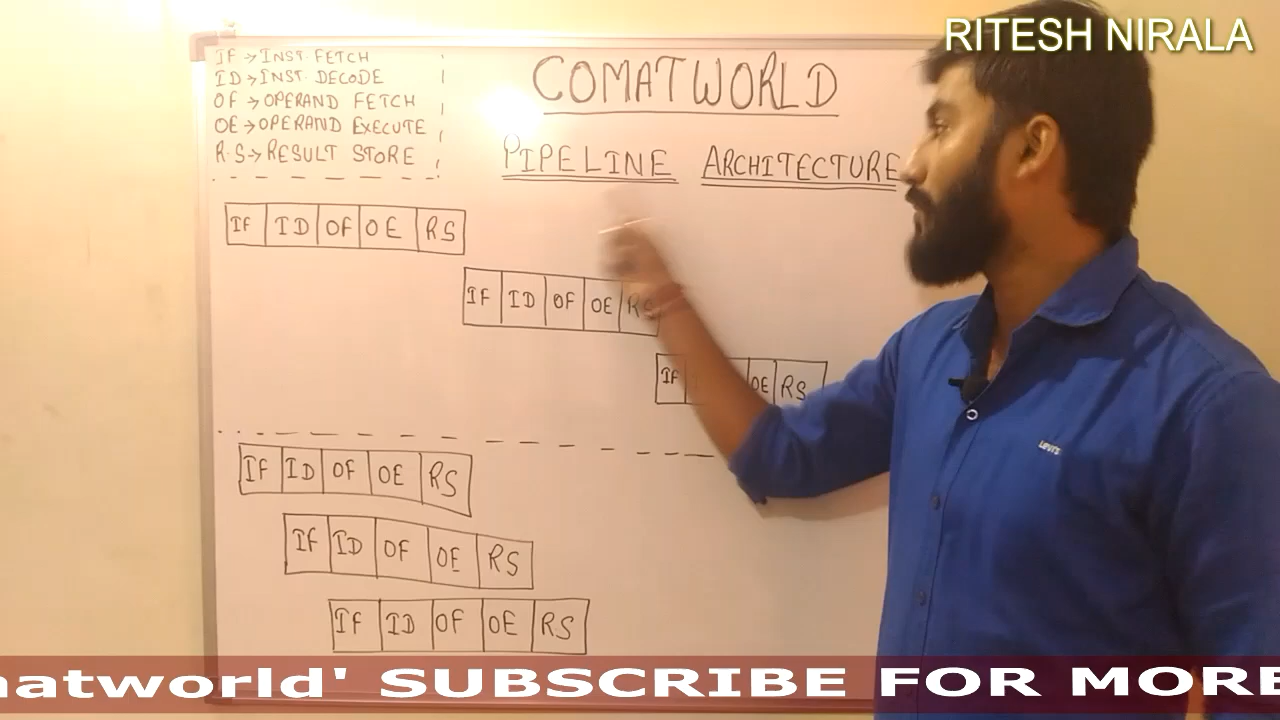 RITESH NIRALA
IF → INST. FETCH
ID → INST. DECODE
OF → OPERAND FETCH
OE → OPERAND EXECUTE
R.S → RESULT STORE
COMATWORLD
PIPELINE ARCHITECTURE
IF ID OF OE RS
IF ID OF OE RS
IF OE RS
IF ID OF OE RS
IF ID OF OE RS
IF ID OF OE RS
LEVI'S
matworld' SUBSCRIBE FOR MORE